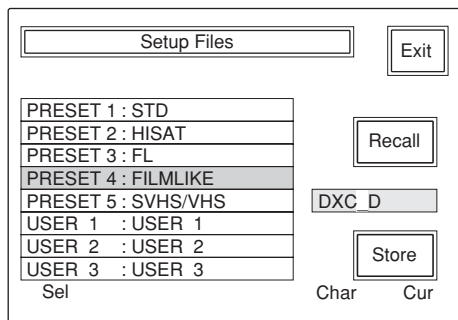 Setup Files
Exit
PRESET 1 : STD
PRESET 2 : HISAT
PRESET 3 : FL
PRESET 4 : FILMLIKE
PRESET 5 : SVHS/VHS
USER 1 : USER 1
USER 2 : USER 2
USER 3 : USER 3
Recall
DXC_D
Store
Sel
Char Cur